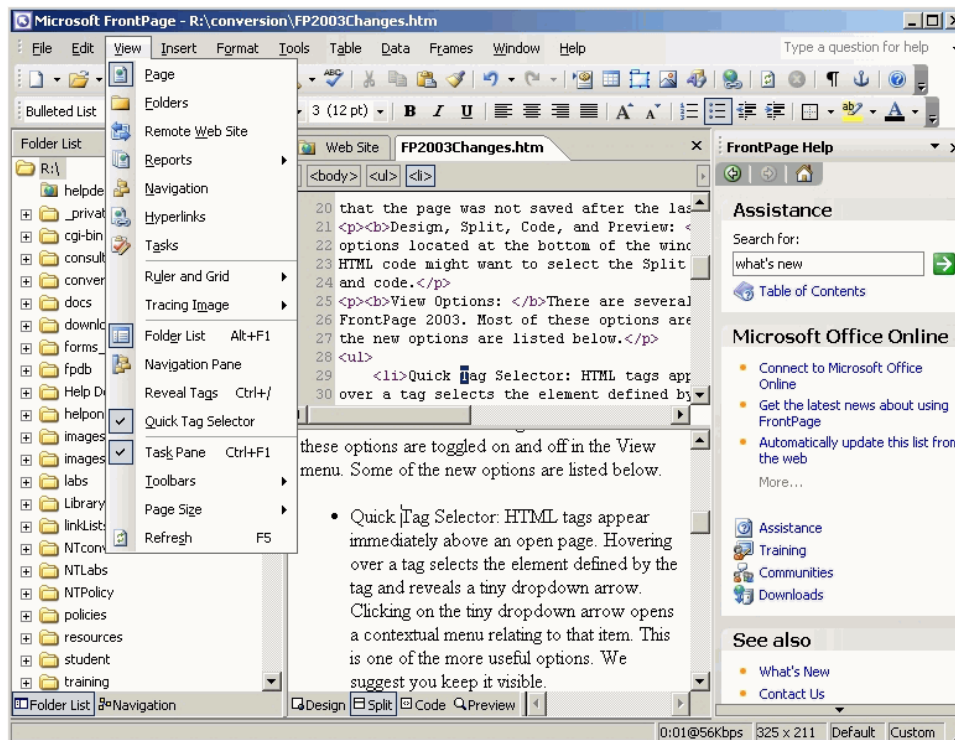 Microsoft FrontPage - R:\conversion\FP2003Changes.htm
File Edit View Insert Format Tools Table Data Frames Window Help Type a question for help
Bulleted List 3 (12 pt) B I U
Page
Folders
Remote Web Site
Reports
Navigation
Hyperlinks
Tasks
Ruler and Grid
Tracing Image
Folder List Alt+F1
Navigation Pane
Reveal Tags Ctrl+/
Quick Tag Selector
Task Pane Ctrl+F1
Toolbars
Page Size
Refresh F5
Folder List
R:\
helpde
_privat
cgi-bin
consult
conver
docs
downlo
forms_
fpdb
Help D
helpon
images
images
labs
Library
linkList
NTconv
NTLabs
NTPolicy
policies
resources
student
training
Folder List Navigation
Web Site FP2003Changes.htm
<body> <ul> <li>
20 that the page was not saved after the las
21 <p><b>Design, Split, Code, and Preview: <
22 options located at the bottom of the wind
23 HTML code might want to select the Split
24 and code.</p>
25 <p><b>View Options: </b>There are several
26 FrontPage 2003. Most of these options are
27 the new options are listed below.</p>
28 <ul>
29 <li>Quick Tag Selector: HTML tags app
30 over a tag selects the element defined by
these options are toggled on and off in the View
menu. Some of the new options are listed below.
• Quick Tag Selector: HTML tags appear
immediately above an open page. Hovering
over a tag selects the element defined by the
tag and reveals a tiny dropdown arrow.
Clicking on the tiny dropdown arrow opens
a contextual menu relating to that item. This
is one of the more useful options. We
suggest you keep it visible.
Design Split Code Preview
FrontPage Help
Assistance
Search for:
what's new
Table of Contents
Microsoft Office Online
• Connect to Microsoft Office
Online
• Get the latest news about using
FrontPage
• Automatically update this list from
the web
More...
Assistance
Training
Communities
Downloads
See also
• What's New
• Contact Us
0:01@56Kbps 325 x 211 Default Custom